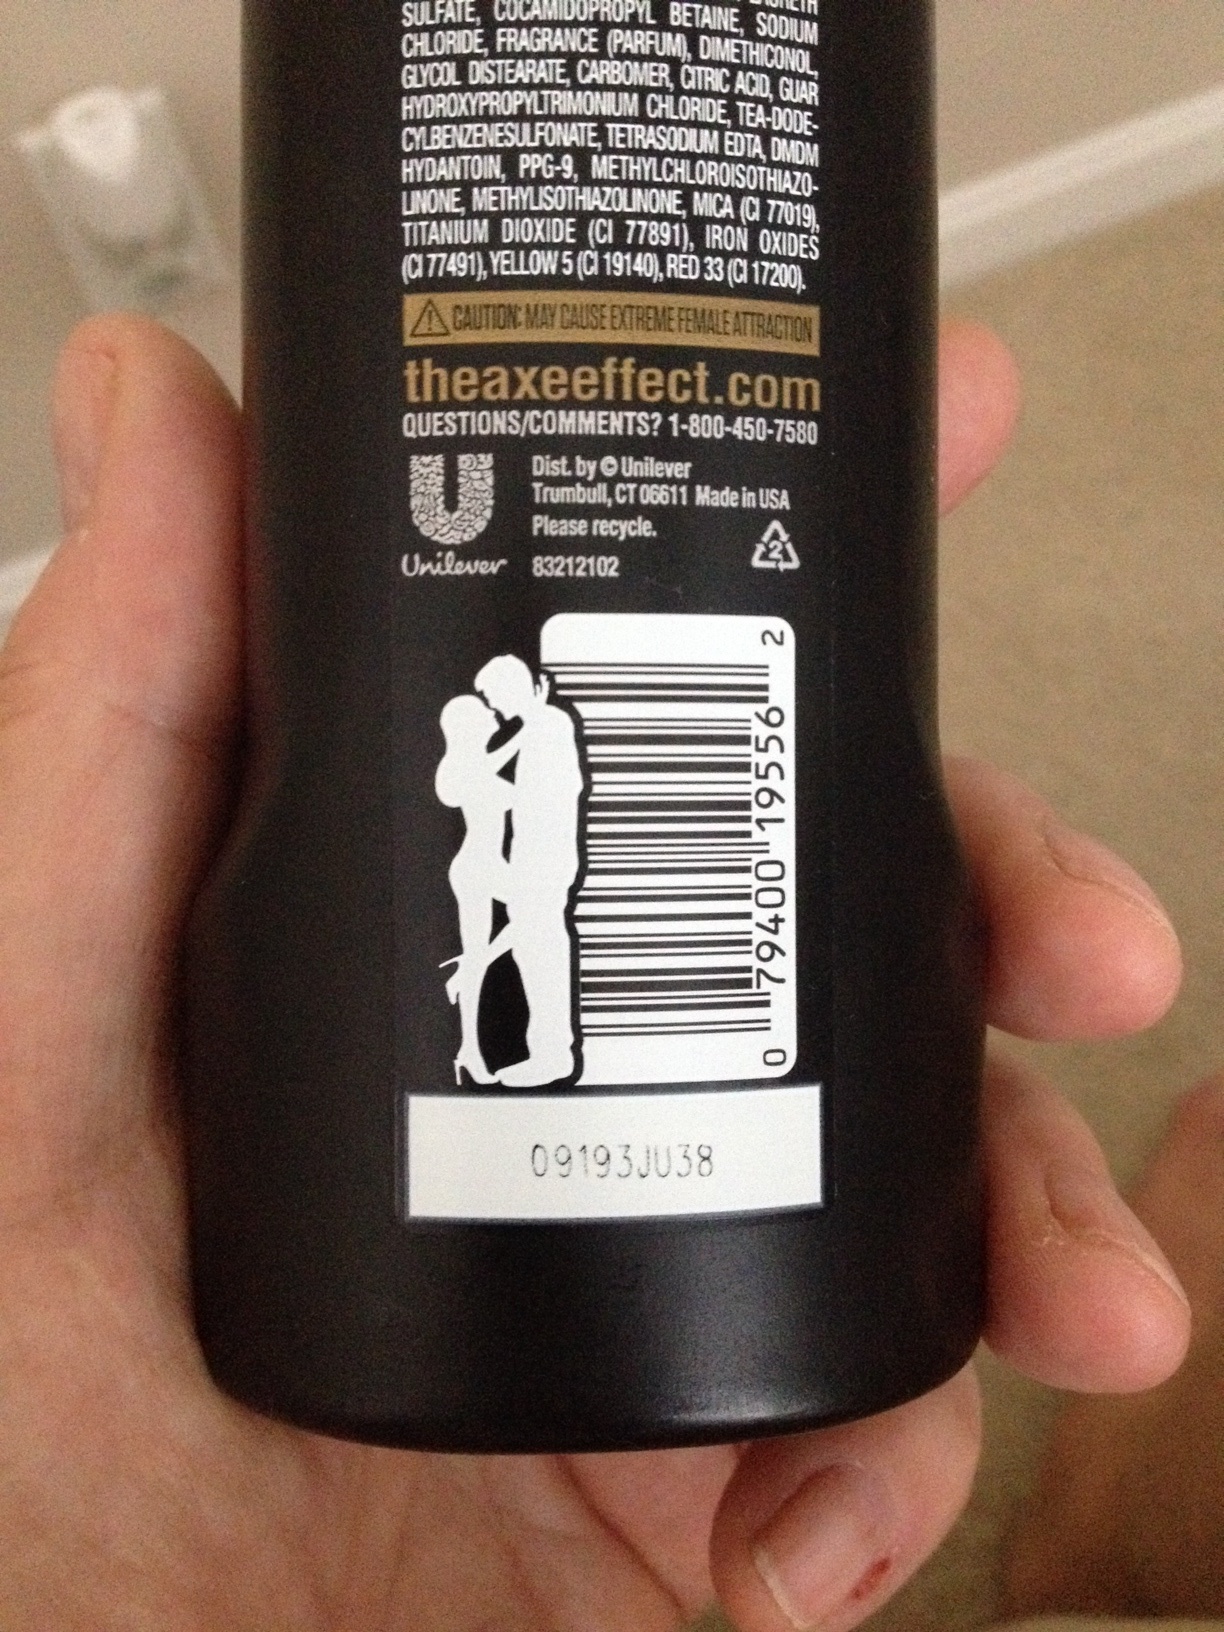 SULFATE, COCAMIDOPROPYL BETAINE, SODIUM
CHLORIDE, FRAGRANCE (PARFUM), DIMETHICONOL,
GLYCOL DISTEARATE, CARBOMER, CITRIC ACID, GUAR
HYDROXYPROPYLTRIMONIUM CHLORIDE, TEA-DODE-
CYLBENZENESULFONATE, TETRASODIUM EDTA, DMDM
HYDANTOIN, PPG-9, METHYLCHLOROISOTHIAZO-
LINONE, METHYLISOTHIAZOLINONE, MICA (CI 77019),
TITANIUM DIOXIDE (CI 77891), IRON OXIDES
(CI 77491), YELLOW 5 (CI 19140), RED 33 (CI 17200),
CAUTION: MAY CAUSE EXTREME FEMALE ATTRACTION
theaxeeffect.com
QUESTIONS/COMMENTS? 1-800-450-7580
Unilever
Dist. by © Unilever
Trumbull, CT 06611 Made in USA
Please recycle.
2
83212102
0 79400 19556 2
09193JU38